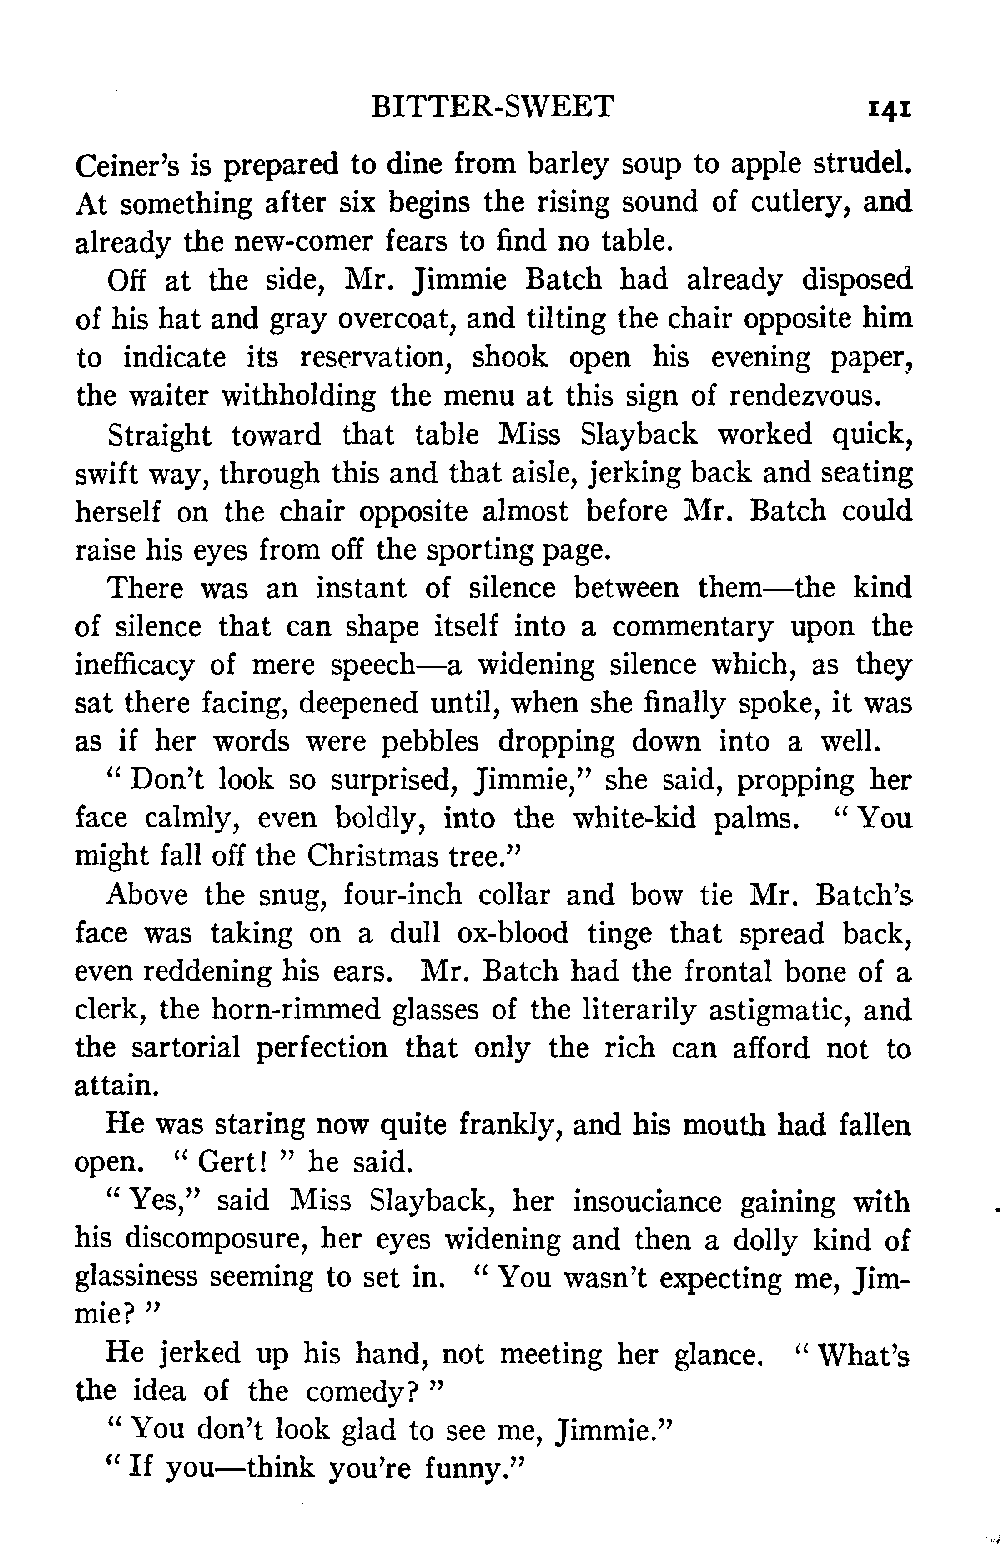 BITTER-SWEET 141
Ceiner's is prepared to dine from barley soup to apple strudel.
At something after six begins the rising sound of cutlery, and
already the new-comer fears to find no table.
Off at the side, Mr. Jimmie Batch had already disposed
of his hat and gray overcoat, and tilting the chair opposite him
to indicate its reservation, shook open his evening paper,
the waiter withholding the menu at this sign of rendezvous.
Straight toward that table Miss Slayback worked quick,
swift way, through this and that aisle, jerking back and seating
herself on the chair opposite almost before Mr. Batch could
raise his eyes from off the sporting page.
There was an instant of silence between them—the kind
of silence that can shape itself into a commentary upon the
inefficacy of mere speech—a widening silence which, as they
sat there facing, deepened until, when she finally spoke, it was
as if her words were pebbles dropping down into a well.
" Don't look so surprised, Jimmie," she said, propping her
face calmly, even boldly, into the white-kid palms. " You
might fall off the Christmas tree."
Above the snug, four-inch collar and bow tie Mr. Batch's
face was taking on a dull ox-blood tinge that spread back,
even reddening his ears. Mr. Batch had the frontal bone of a
clerk, the horn-rimmed glasses of the literarily astigmatic, and
the sartorial perfection that only the rich can afford not to
attain.
He was staring now quite frankly, and his mouth had fallen
open. " Gert! " he said.
" Yes," said Miss Slayback, her insouciance gaining with
his discomposure, her eyes widening and then a dolly kind of
glassiness seeming to set in. " You wasn't expecting me, Jim-
mie? "
He jerked up his hand, not meeting her glance. " What's
the idea of the comedy? "
" You don't look glad to see me, Jimmie."
" If you—think you're funny."